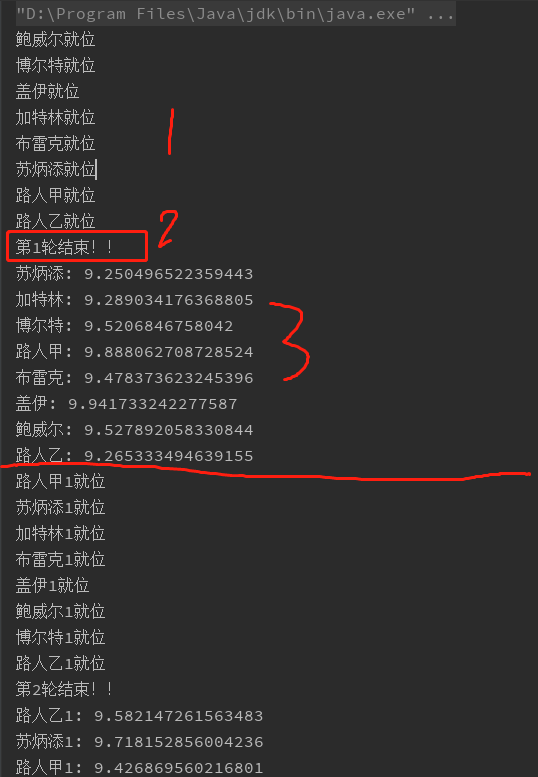 "D:\Program Files\Java\jdk\bin\java.exe" ...
鲍威尔就位
博尔特就位
盖伊就位
加特林就位
布雷克就位
1
苏炳添就位
路人甲就位
路人乙就位
2
第1轮结束!!
苏炳添: 9.250496522359443
加特林: 9.289034176368805
博尔特: 9.5206846758042
3
路人甲: 9.888062708728524
布雷克: 9.478373623245396
盖伊: 9.941733242277587
鲍威尔: 9.527892058330844
路人乙: 9.265333494639155
路人甲1就位
苏炳添1就位
加特林1就位
布雷克1就位
盖伊1就位
鲍威尔1就位
博尔特1就位
路人乙1就位
第2轮结束!!
路人乙1: 9.582147261563483
苏炳添1: 9.718152856004236
路人甲1: 9.426869560216801